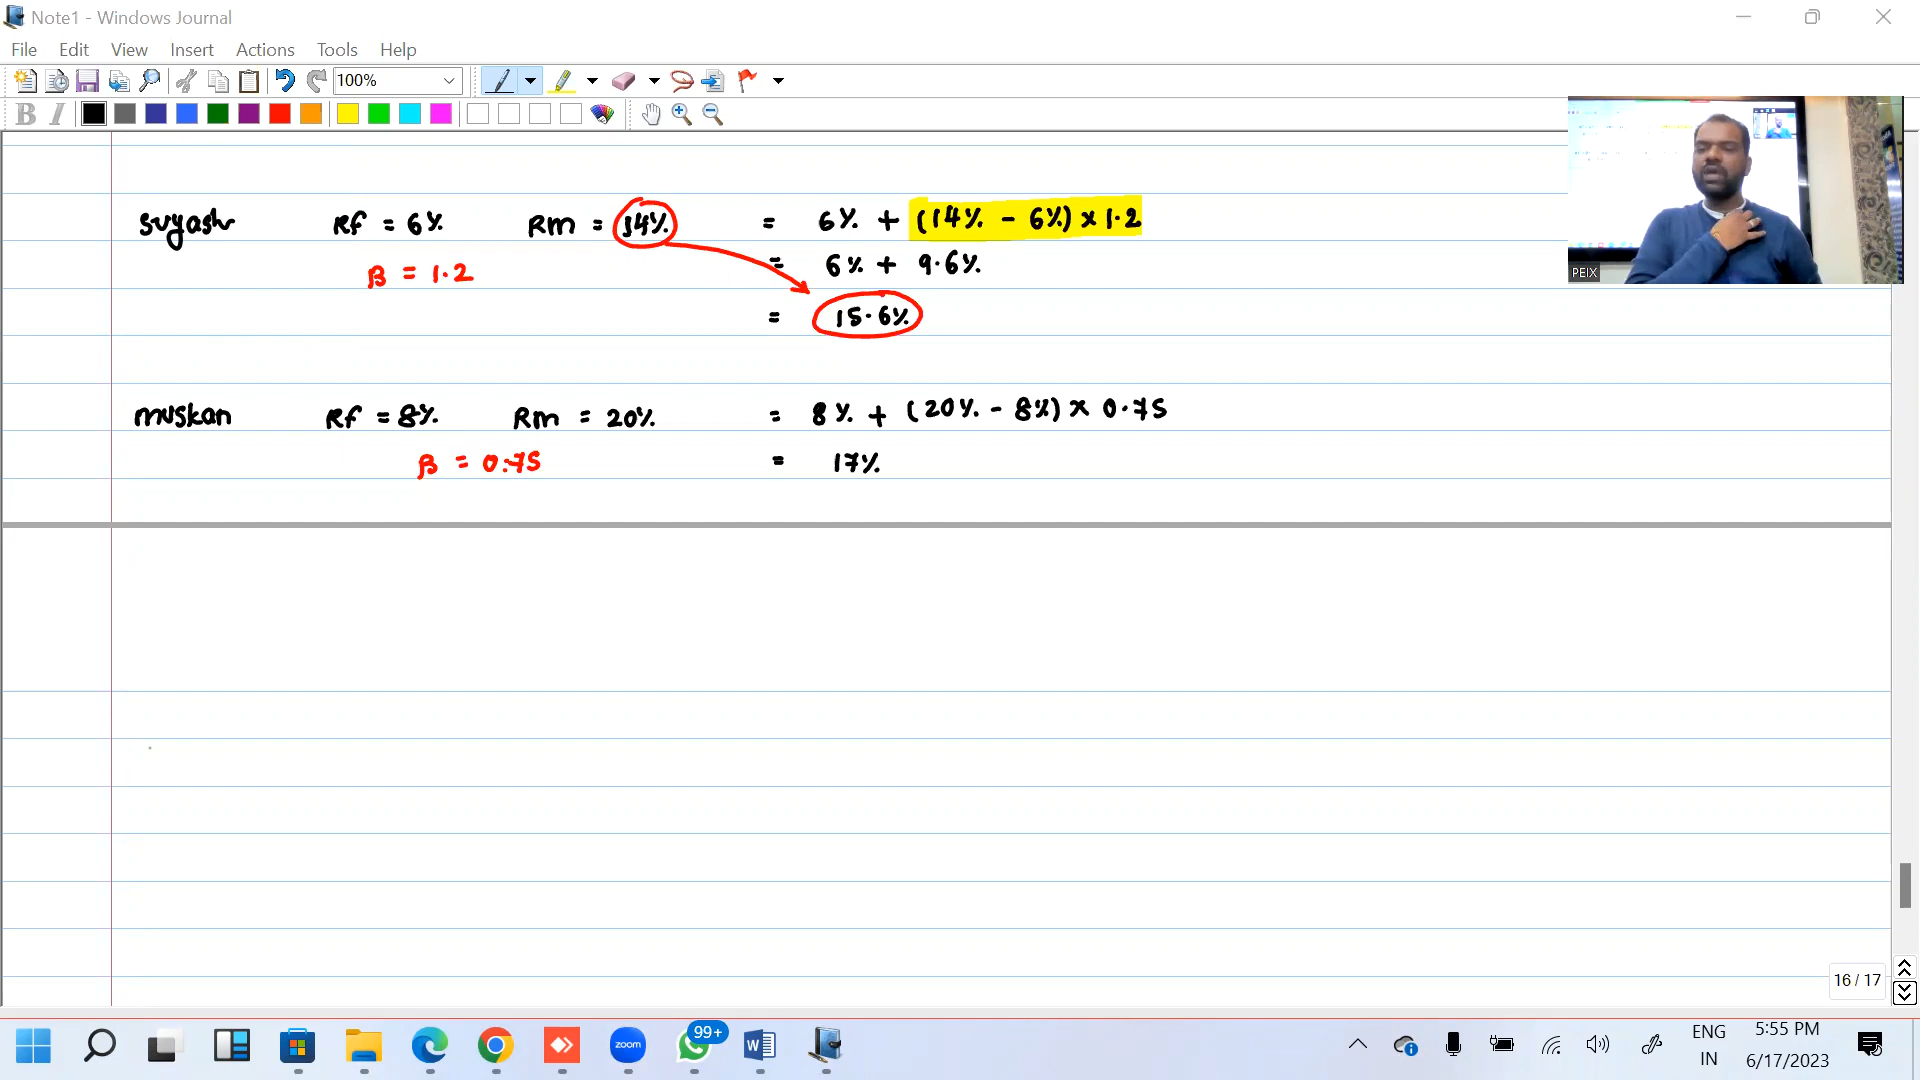 Note1 - Windows Journal
File Edit View Insert Actions Tools Help
100%
B I
PEIX
Suyash Rf = 6% Rm = 14% = 6% + (14% - 6%) × 1.2
β = 1.2 = 6% + 9.6%
= 15.6%
Muskan Rf = 8% Rm = 20% = 8% + (20% - 8%) × 0.75
β = 0.75 = 17%
16 / 17
zoom
99+
ENG
IN
5:55 PM
6/17/2023